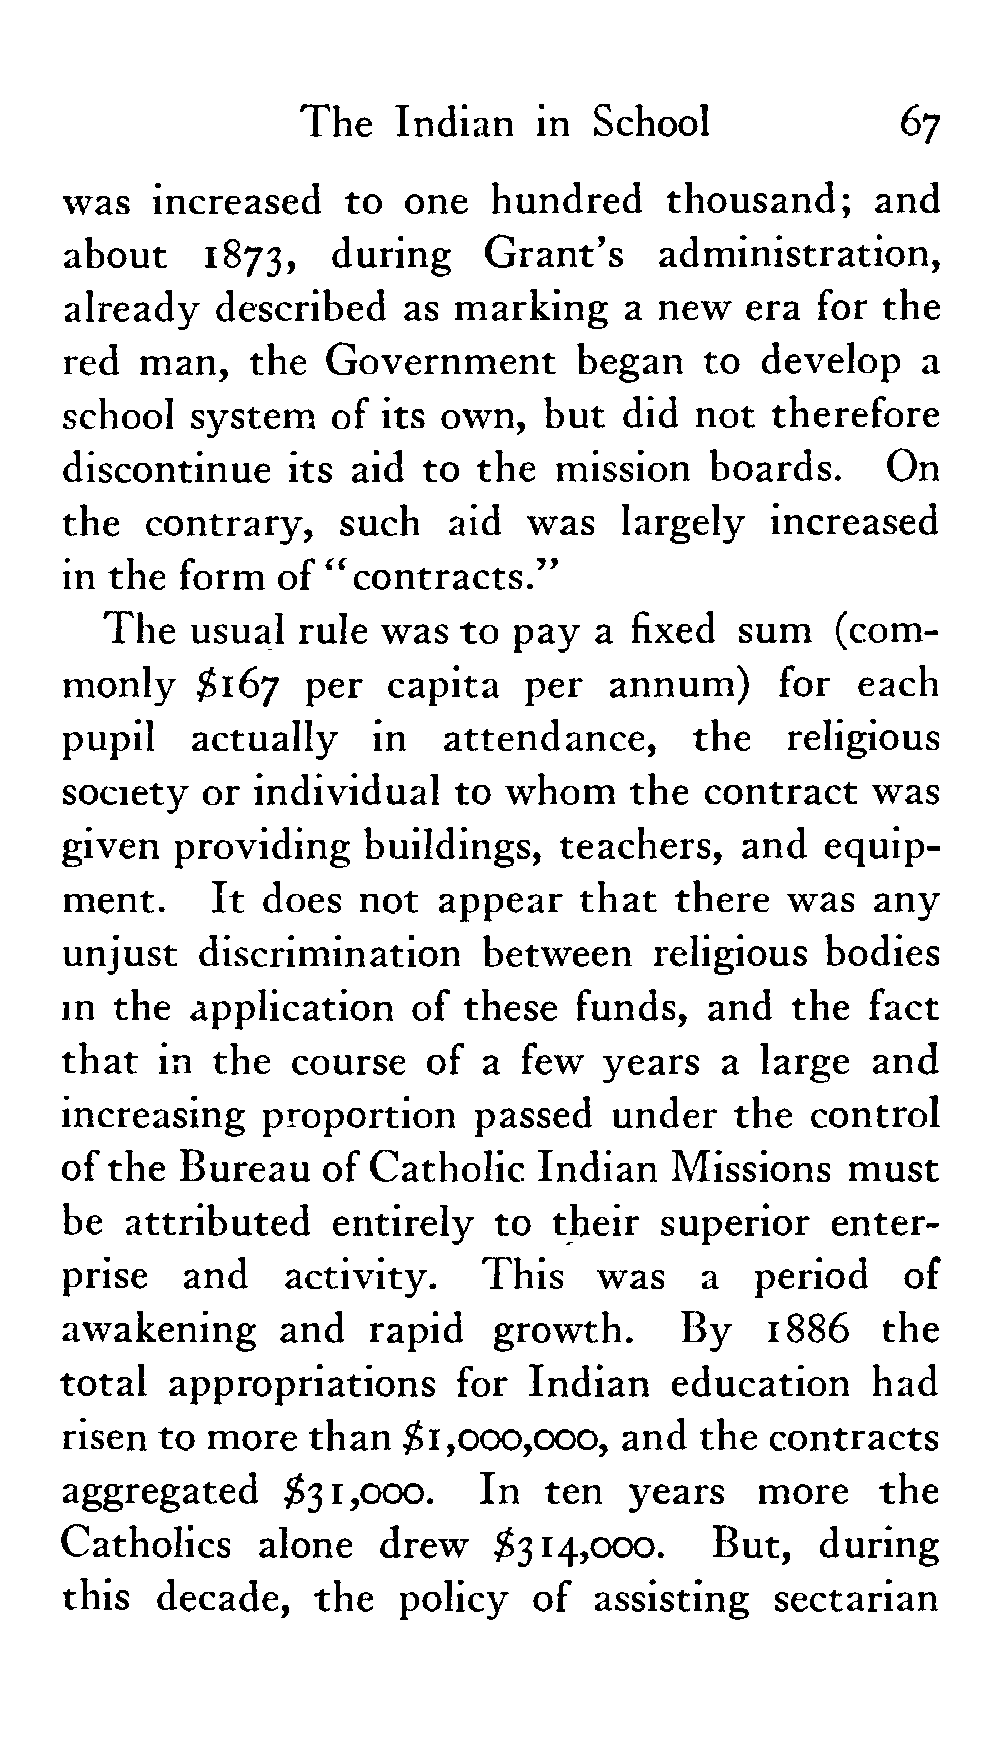 The Indian in School 67
was increased to one hundred thousand; and
about 1873, during Grant's administration,
already described as marking a new era for the
red man, the Government began to develop a
school system of its own, but did not therefore
discontinue its aid to the mission boards. On
the contrary, such aid was largely increased
in the form of "contracts."
The usual rule was to pay a fixed sum (com-
monly $167 per capita per annum) for each
pupil actually in attendance, the religious
society or individual to whom the contract was
given providing buildings, teachers, and equip-
ment. It does not appear that there was any
unjust discrimination between religious bodies
in the application of these funds, and the fact
that in the course of a few years a large and
increasing proportion passed under the control
of the Bureau of Catholic Indian Missions must
be attributed entirely to their superior enter-
prise and activity. This was a period of
awakening and rapid growth. By 1886 the
total appropriations for Indian education had
risen to more than $1,000,000, and the contracts
aggregated $31,000. In ten years more the
Catholics alone drew $314,000. But, during
this decade, the policy of assisting sectarian